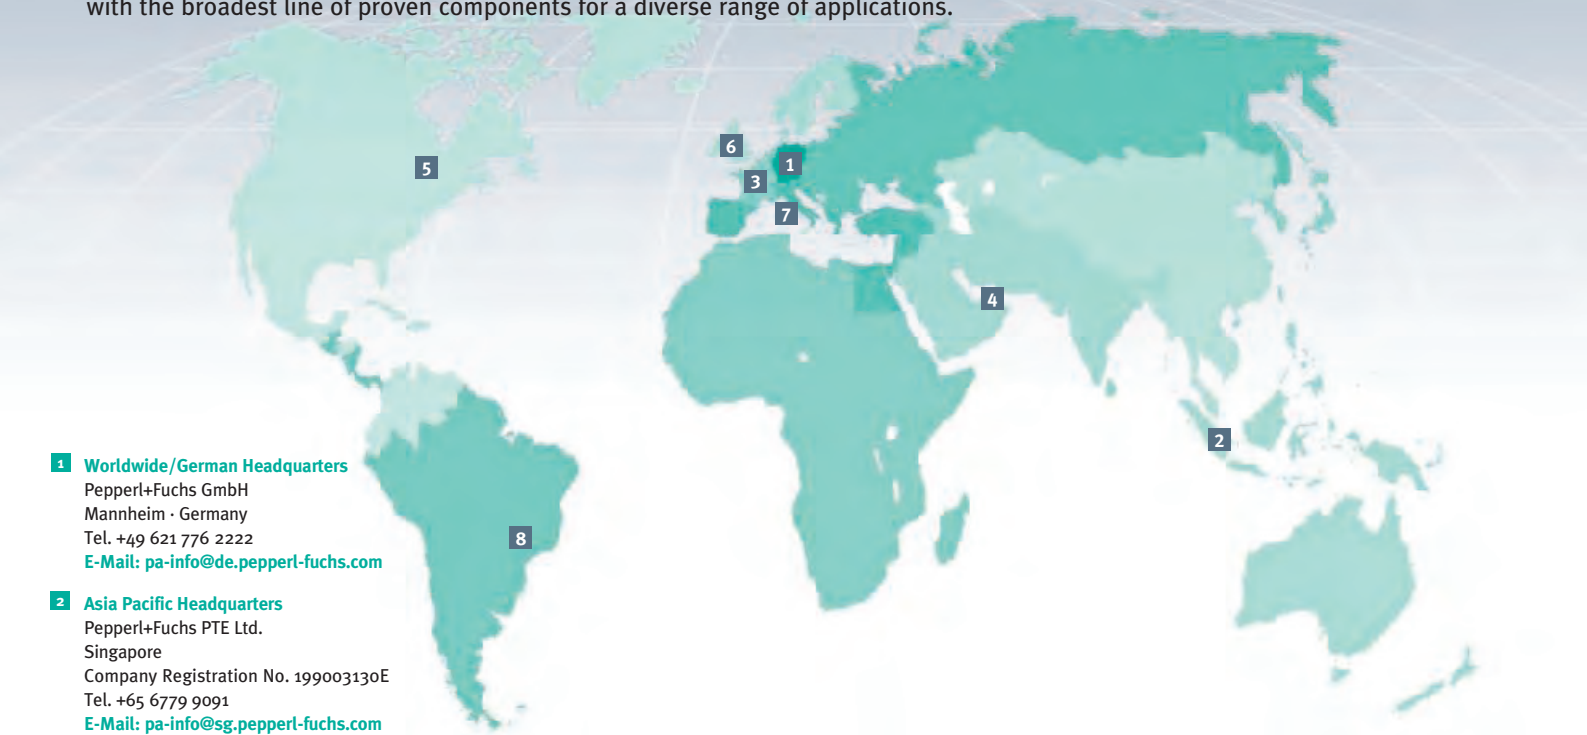 with the broadest line of proven components for a diverse range of applications.
5
6
1
3
7
4
2
8
1 Worldwide/German Headquarters
Pepperl+Fuchs GmbH
Mannheim · Germany
Tel. +49 621 776 2222
E-Mail: pa-info@de.pepperl-fuchs.com
2 Asia Pacific Headquarters
Pepperl+Fuchs PTE Ltd.
Singapore
Company Registration No. 199003130E
Tel. +65 6779 9091
E-Mail: pa-info@sg.pepperl-fuchs.com